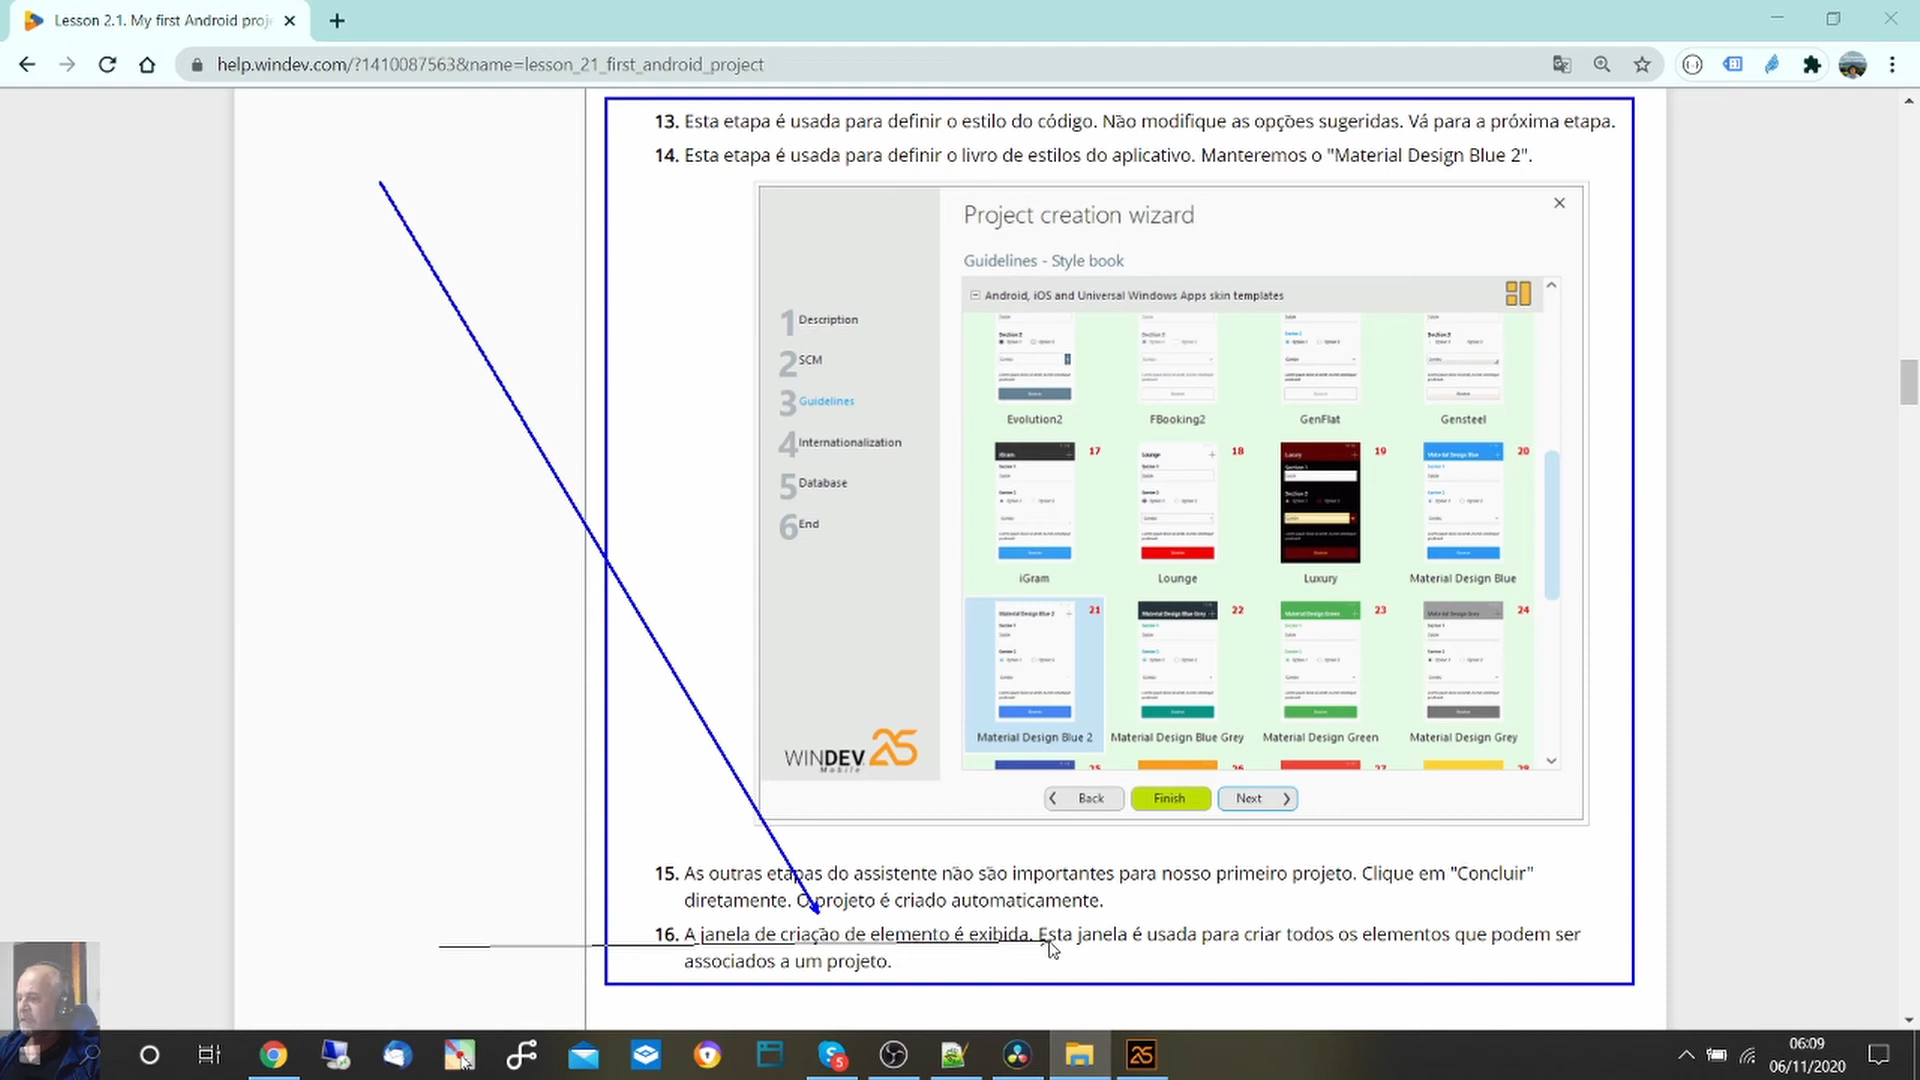 Lesson 2.1. My first Android proj
help.windev.com/?1410087563&name=lesson_21_first_android_project
13. Esta etapa é usada para definir o estilo do código. Não modifique as opções sugeridas. Vá para a próxima etapa.
14. Esta etapa é usada para definir o livro de estilos do aplicativo. Manteremos o "Material Design Blue 2".
Project creation wizard
Guidelines - Style book
Android, iOS and Universal Windows Apps skin templates
1 Description
2 SCM
3 Guidelines
4 Internationalization
5 Database
6 End
Evolution2 FBooking2 GenFlat Gensteel
17 18 19 20
iGram Lounge Luxury Material Design Blue
21 22 23 24
Material Design Blue 2 Material Design Blue Grey Material Design Green Material Design Grey
WINDEV 25
Mobile
Back Finish Next
15. As outras etapas do assistente não são importantes para nosso primeiro projeto. Clique em "Concluir"
diretamente. O projeto é criado automaticamente.
16. A janela de criação de elemento é exibida. Esta janela é usada para criar todos os elementos que podem ser
associados a um projeto.
06:09
06/11/2020